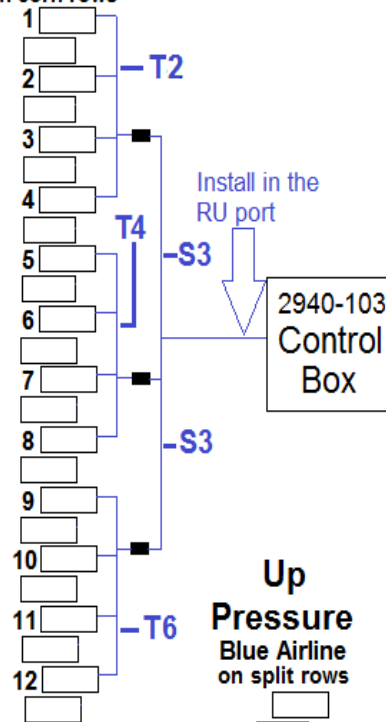 1
T2
2
3
Install in the
RU port
4
T4
S3
5
2940-103
Control
Box
6
7
8
S3
9
10
Up
Pressure
Blue Airline
on split rows
11
T6
12